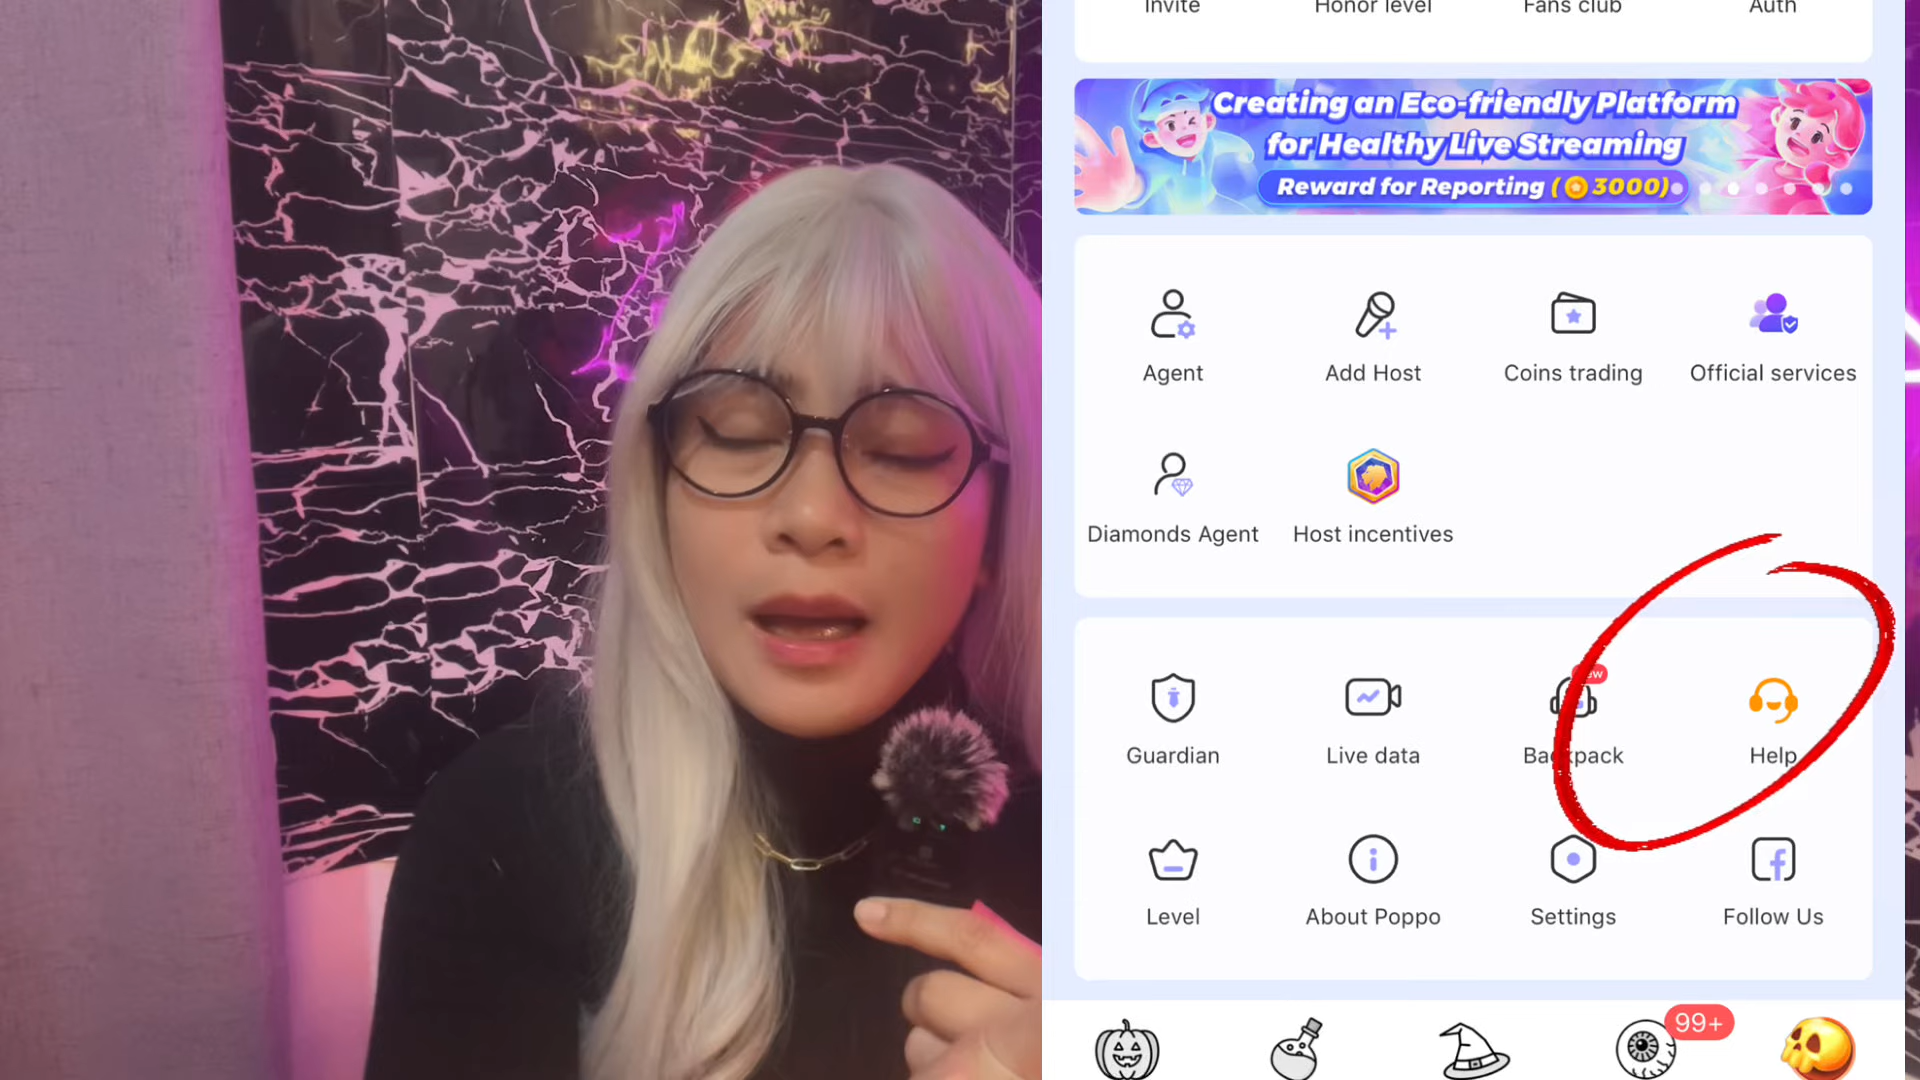 Invite Honor level Fans club Auth
Creating an Eco-friendly Platform
for Healthy Live Streaming
Reward for Reporting ( 3000)
Agent Add Host Coins trading Official services
Diamonds Agent Host incentives
Guardian Live data Backpack Help
Level About Poppo Settings Follow Us
99+